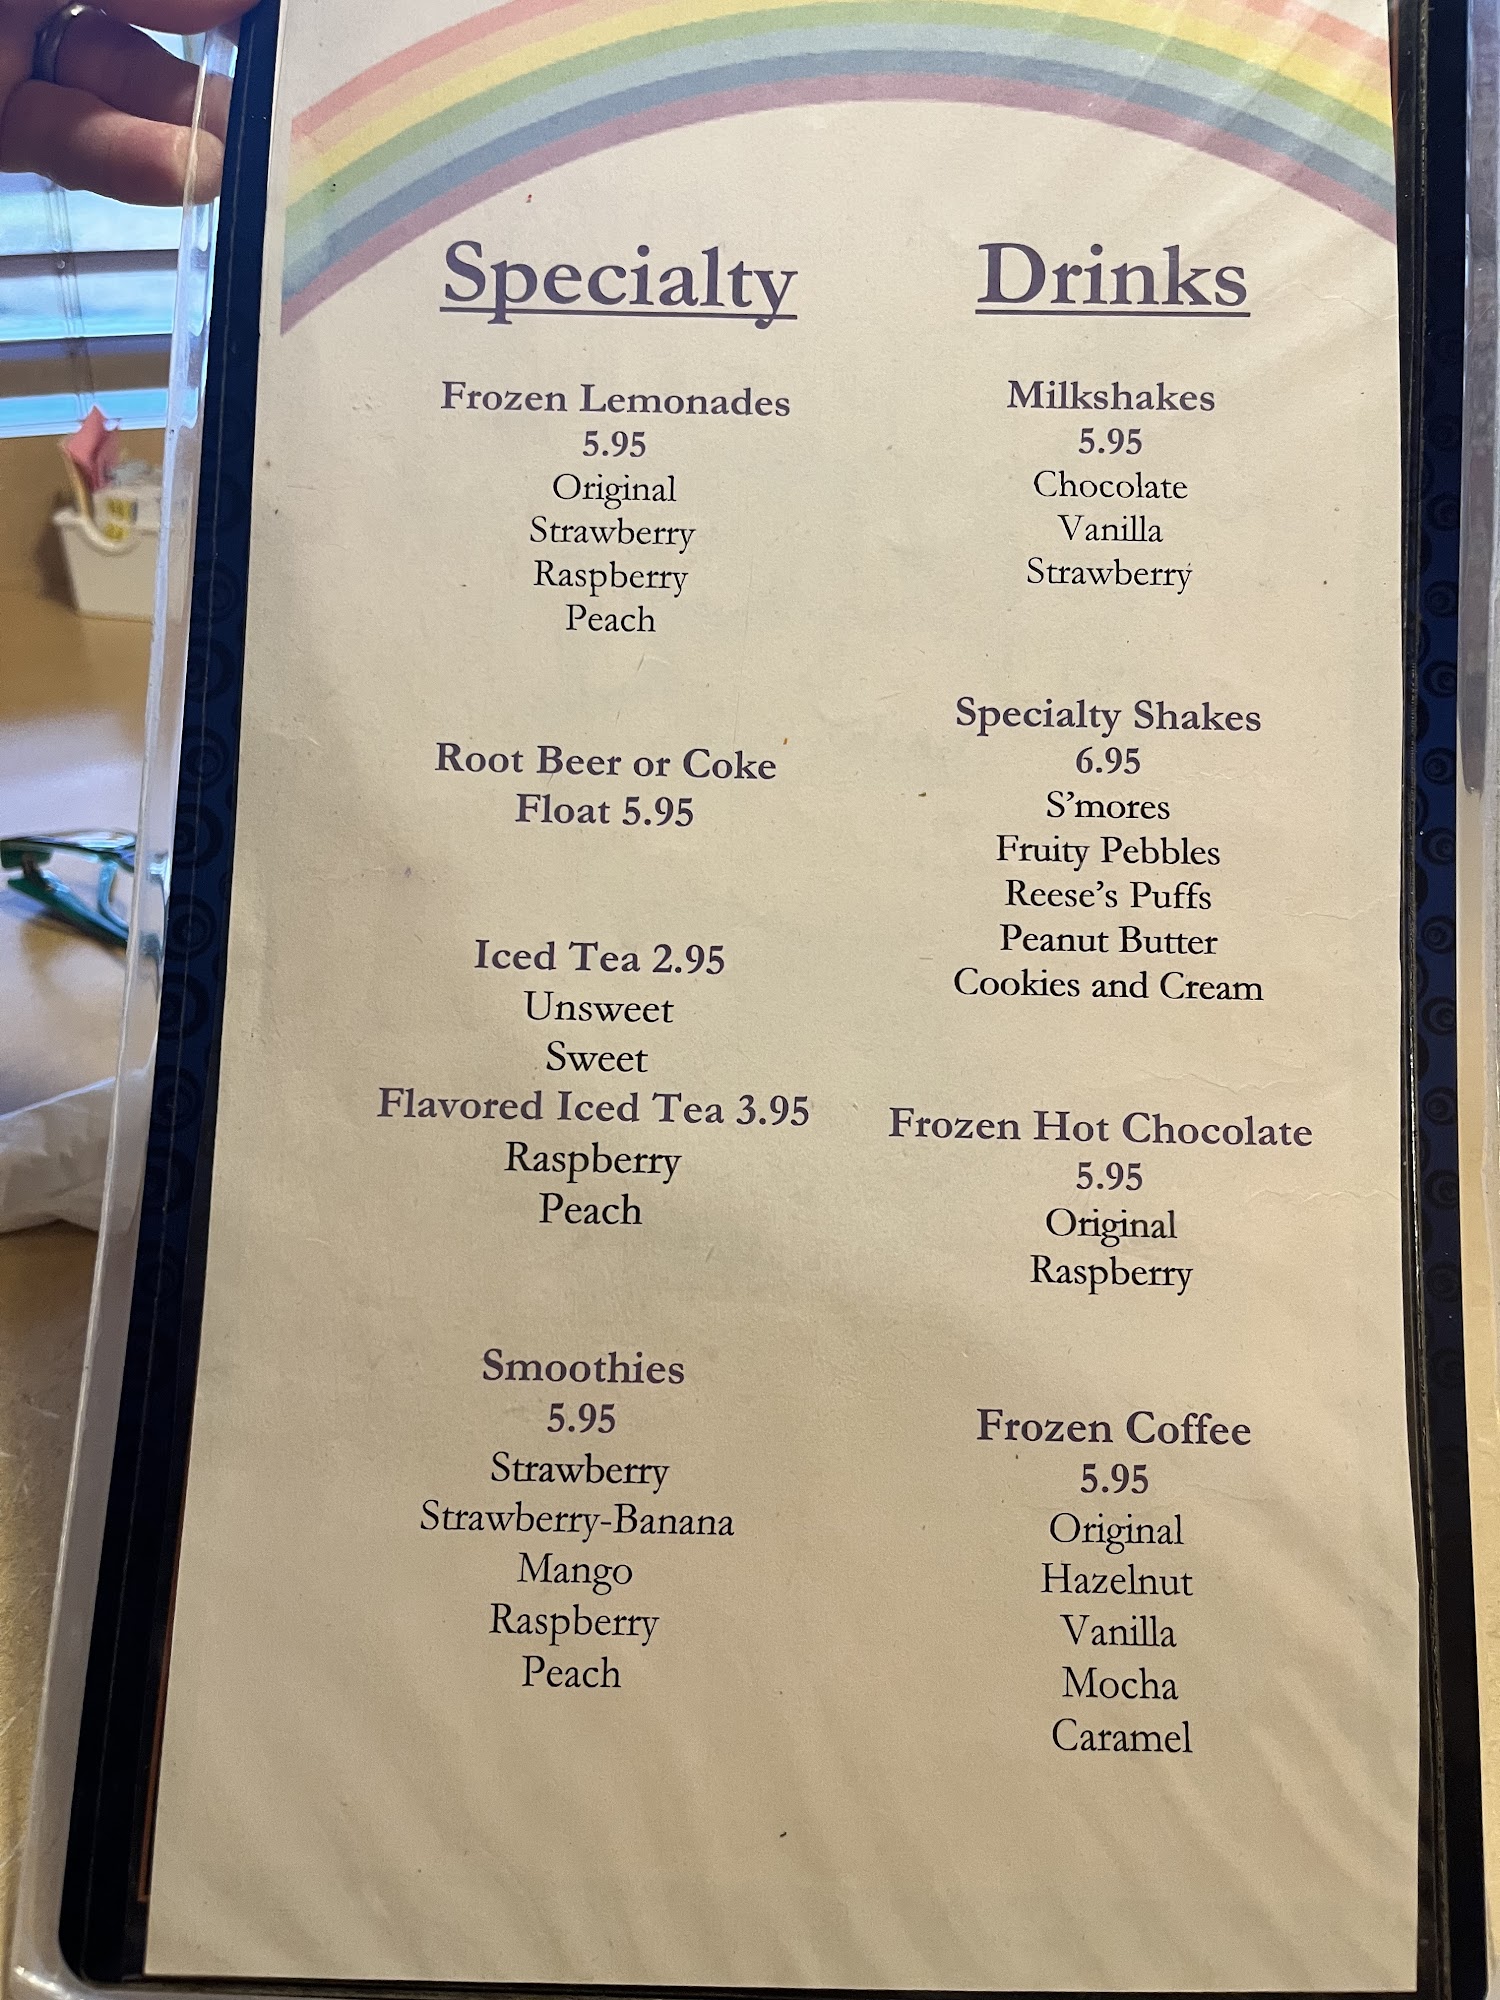 Specialty Drinks
Frozen Lemonades
5.95
Original
Strawberry
Raspberry
Peach
Root Beer or Coke
Float 5.95
Iced Tea 2.95
Unsweet
Sweet
Flavored Iced Tea 3.95
Raspberry
Peach
Smoothies
5.95
Strawberry
Strawberry-Banana
Mango
Raspberry
Peach
Milkshakes
5.95
Chocolate
Vanilla
Strawberry
Specialty Shakes
6.95
S’mores
Fruity Pebbles
Reese’s Puffs
Peanut Butter
Cookies and Cream
Frozen Hot Chocolate
5.95
Original
Raspberry
Frozen Coffee
5.95
Original
Hazelnut
Vanilla
Mocha
Caramel